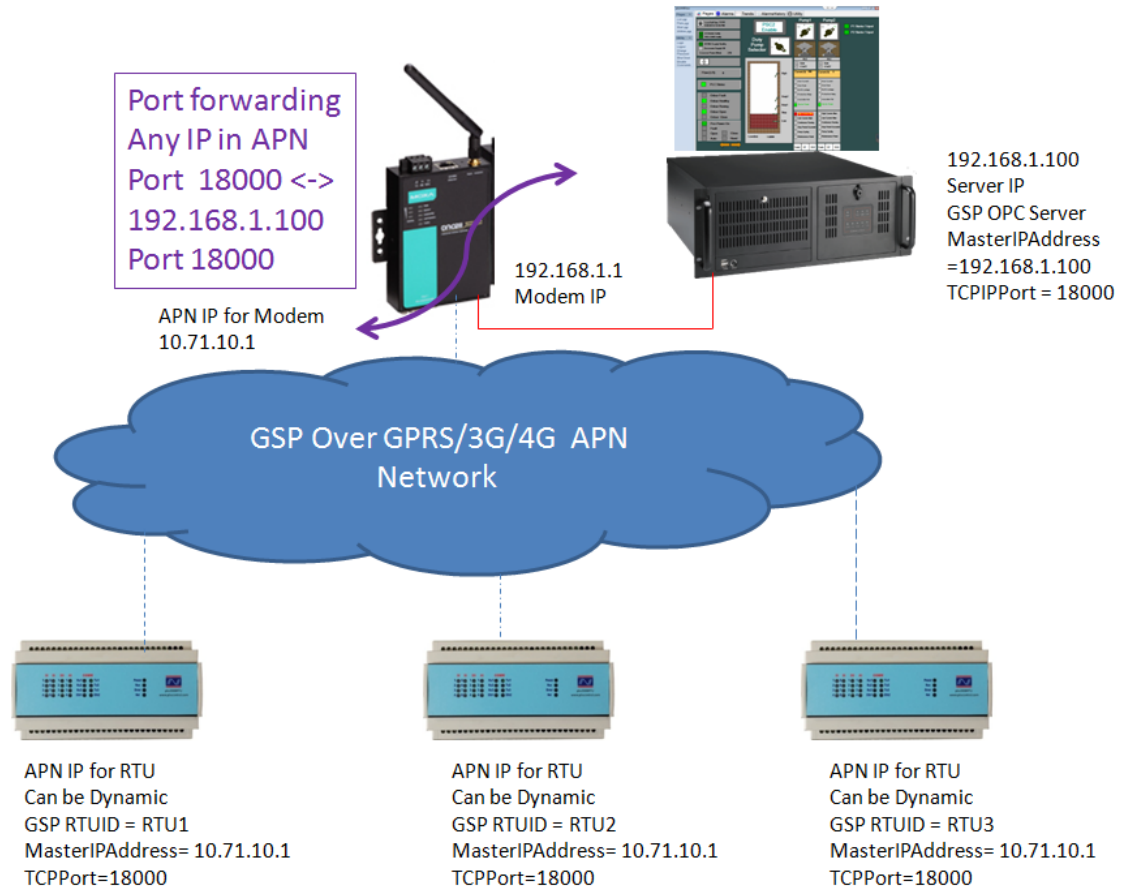 Port forwarding
Any IP in APN
Port 18000 <->
192.168.1.100
Port 18000
MOXA
192.168.1.100
Server IP
GSP OPC Server
MasterIPAddress
=192.168.1.100
TCPIPPort = 18000
192.168.1.1
Modem IP
APN IP for Modem
10.71.10.1
GSP Over GPRS/3G/4G APN
Network
APN IP for RTU
Can be Dynamic
GSP RTUID = RTU1
MasterIPAddress= 10.71.10.1
TCPPort=18000
APN IP for RTU
Can be Dynamic
GSP RTUID = RTU2
MasterIPAddress= 10.71.10.1
TCPPort=18000
APN IP for RTU
Can be Dynamic
GSP RTUID = RTU3
MasterIPAddress= 10.71.10.1
TCPPort=18000